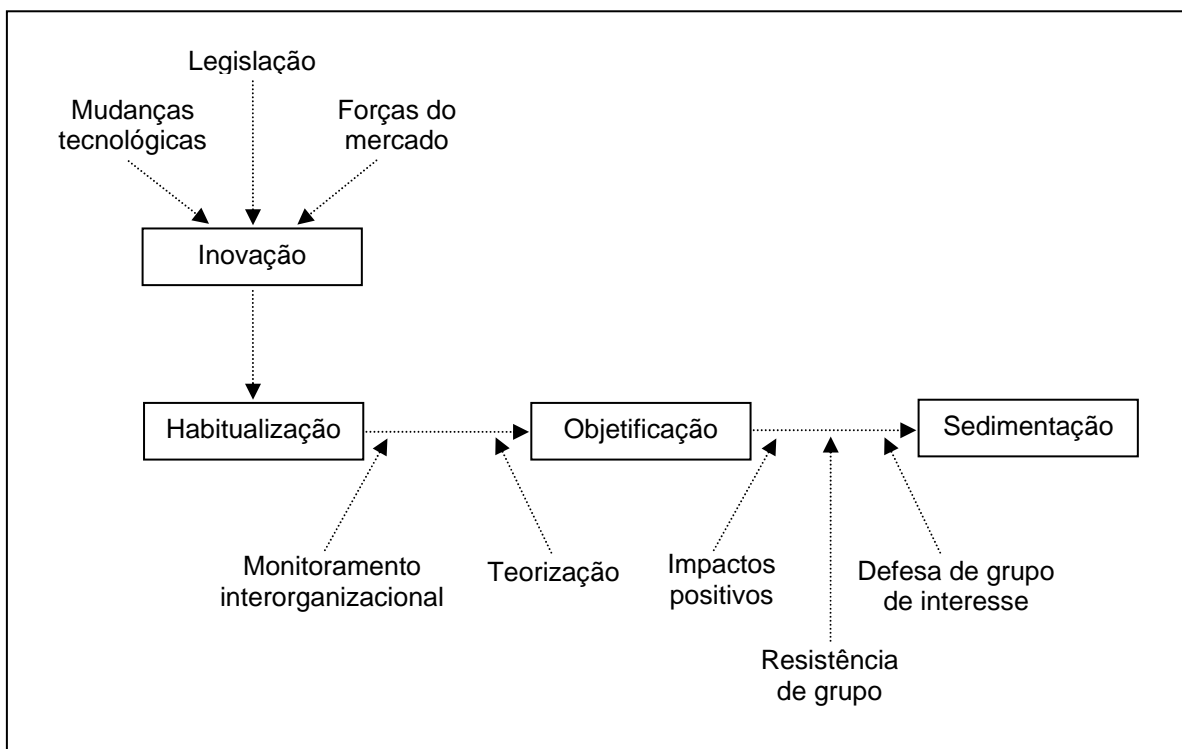 Legislação
Mudanças
tecnológicas
Forças do
mercado
Inovação
Habitualização
Objetificação
Sedimentação
Monitoramento
interorganizacional
Teorização
Impactos
positivos
Defesa de grupo
de interesse
Resistência
de grupo